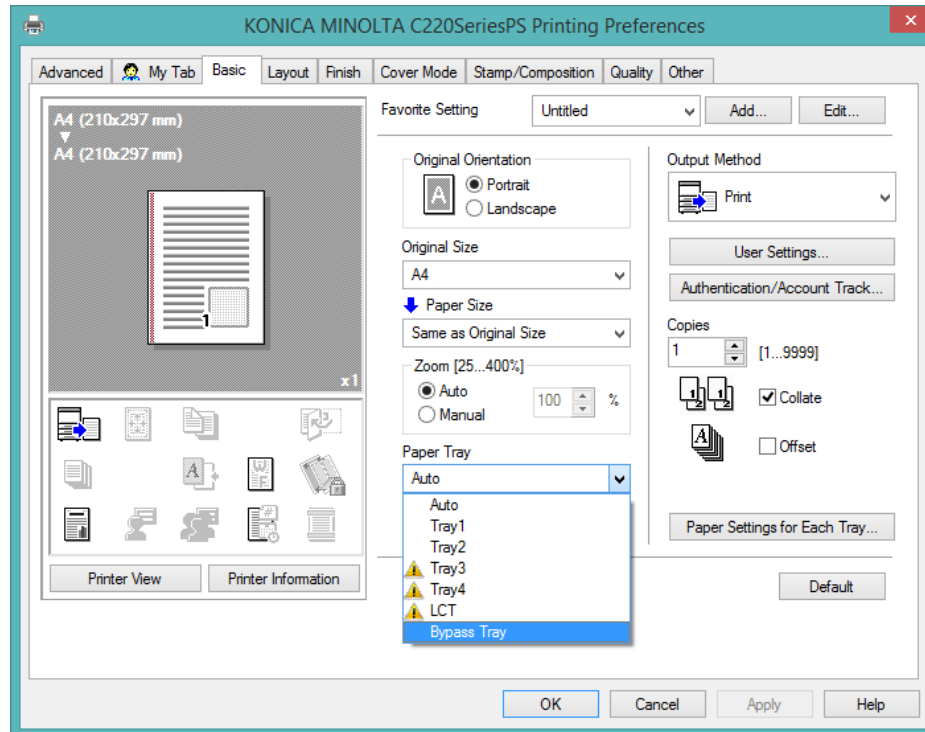 KONICA MINOLTA C220SeriesPS Printing Preferences
Advanced My Tab Basic Layout Finish Cover Mode Stamp/Composition Quality Other
A4 (210x297 mm)
A4 (210x297 mm)
1
x1
Printer View Printer Information
Favorite Setting Untitled Add... Edit...
Original Orientation
A Portrait
Landscape
Original Size
A4
Paper Size
Same as Original Size
Zoom [25...400%]
Auto
Manual
100 %
Paper Tray
Auto
Auto
Tray1
Tray2
Tray3
Tray4
LCT
Bypass Tray
Output Method
Print
User Settings...
Authentication/Account Track...
Copies
1 [1...9999]
Collate
Offset
Paper Settings for Each Tray...
Default
OK Cancel Apply Help